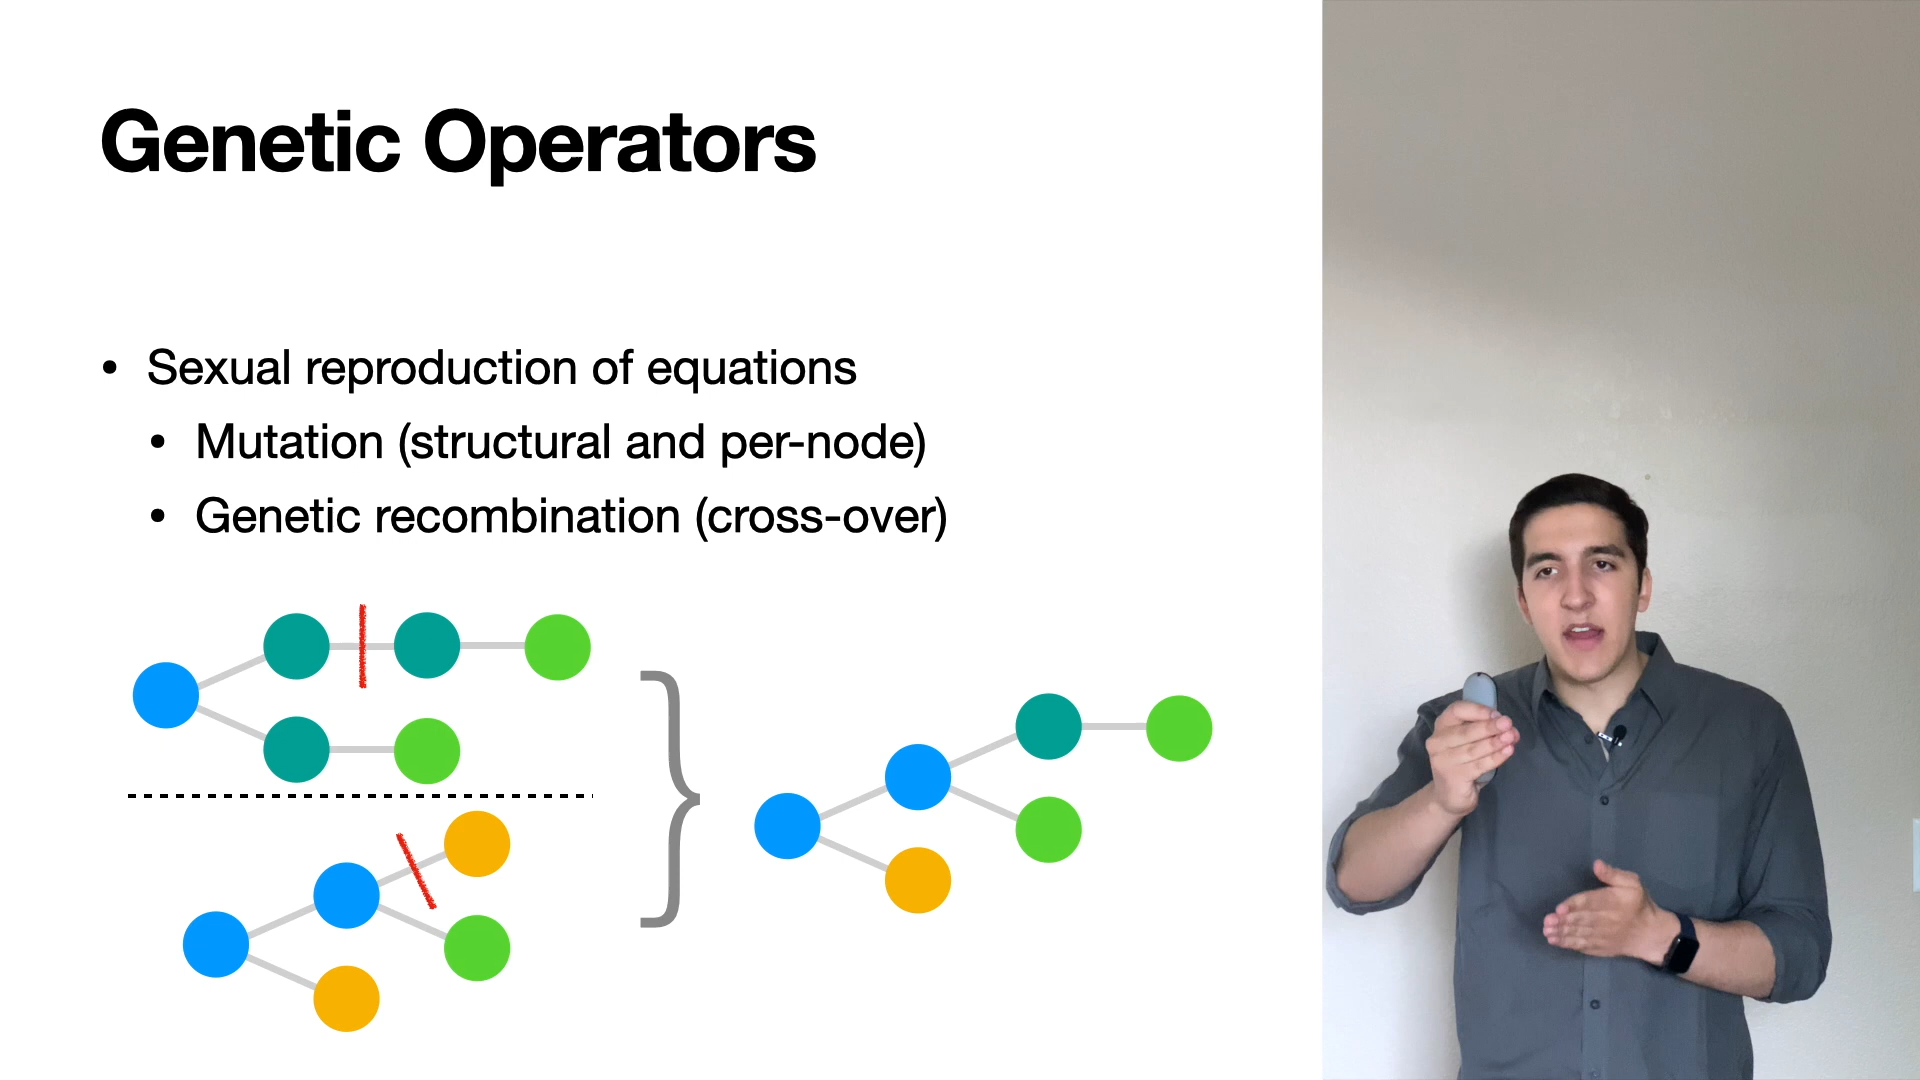 Genetic Operators
• Sexual reproduction of equations
• Mutation (structural and per-node)
• Genetic recombination (cross-over)